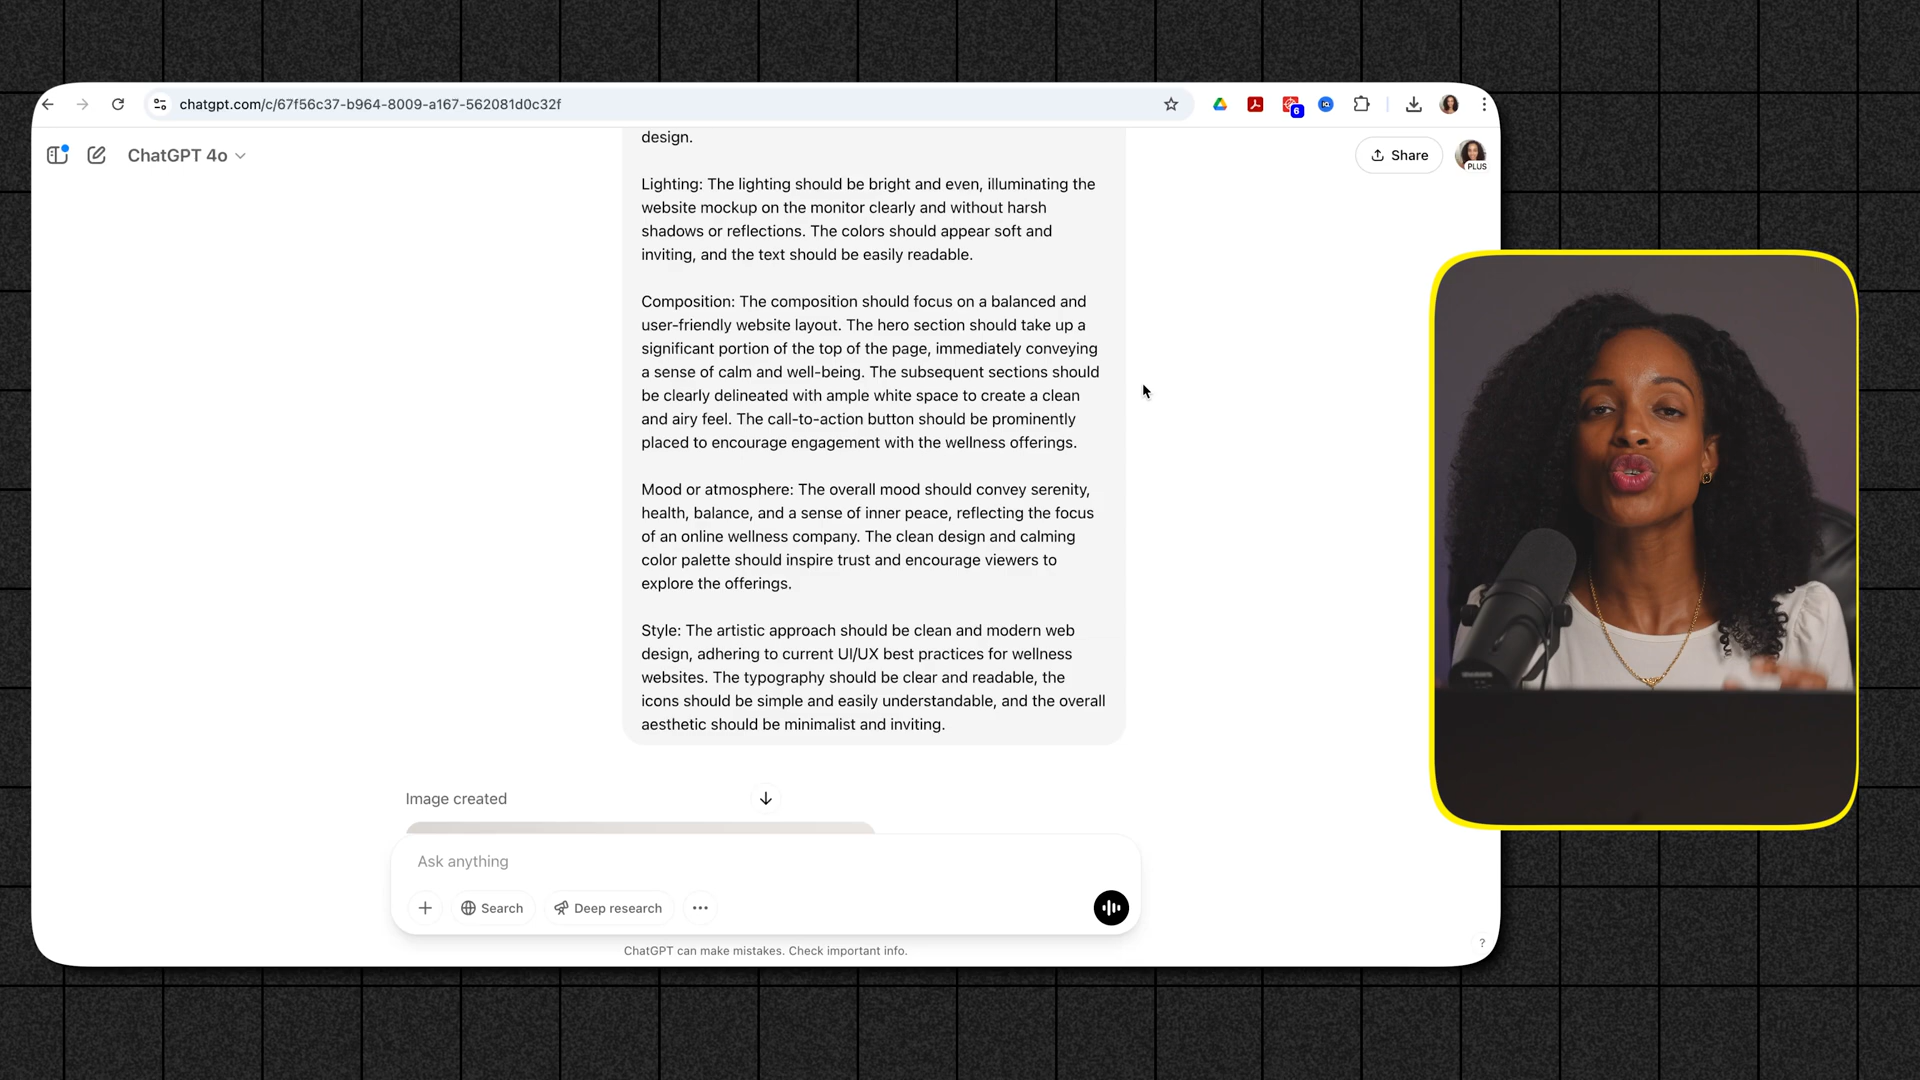 chatgpt.com/c/67f56c37-b964-8009-a167-562081d0c32f
6
ChatGPT 4o
Share
PLUS
design.
Lighting: The lighting should be bright and even, illuminating the
website mockup on the monitor clearly and without harsh
shadows or reflections. The colors should appear soft and
inviting, and the text should be easily readable.
Composition: The composition should focus on a balanced and
user-friendly website layout. The hero section should take up a
significant portion of the top of the page, immediately conveying
a sense of calm and well-being. The subsequent sections should
be clearly delineated with ample white space to create a clean
and airy feel. The call-to-action button should be prominently
placed to encourage engagement with the wellness offerings.
Mood or atmosphere: The overall mood should convey serenity,
health, balance, and a sense of inner peace, reflecting the focus
of an online wellness company. The clean design and calming
color palette should inspire trust and encourage viewers to
explore the offerings.
Style: The artistic approach should be clean and modern web
design, adhering to current UI/UX best practices for wellness
websites. The typography should be clear and readable, the
icons should be simple and easily understandable, and the overall
aesthetic should be minimalist and inviting.
Image created
Ask anything
Search
Deep research
ChatGPT can make mistakes. Check important info.
?